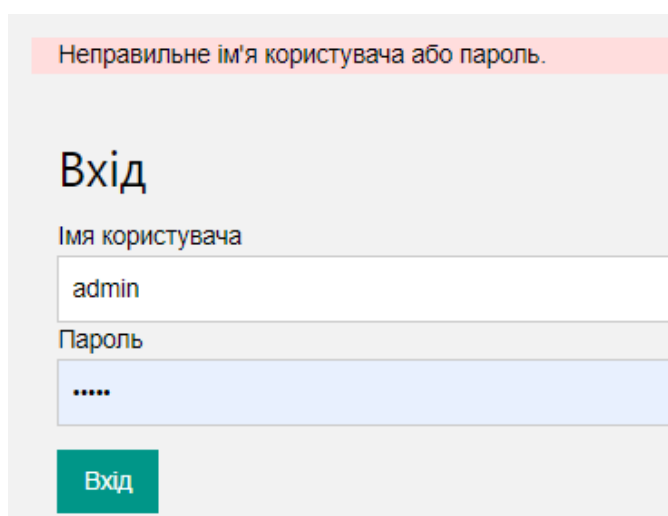 Неправильне ім'я користувача або пароль.
Вхід
Імя користувача
admin
Пароль
•••••
Вхід